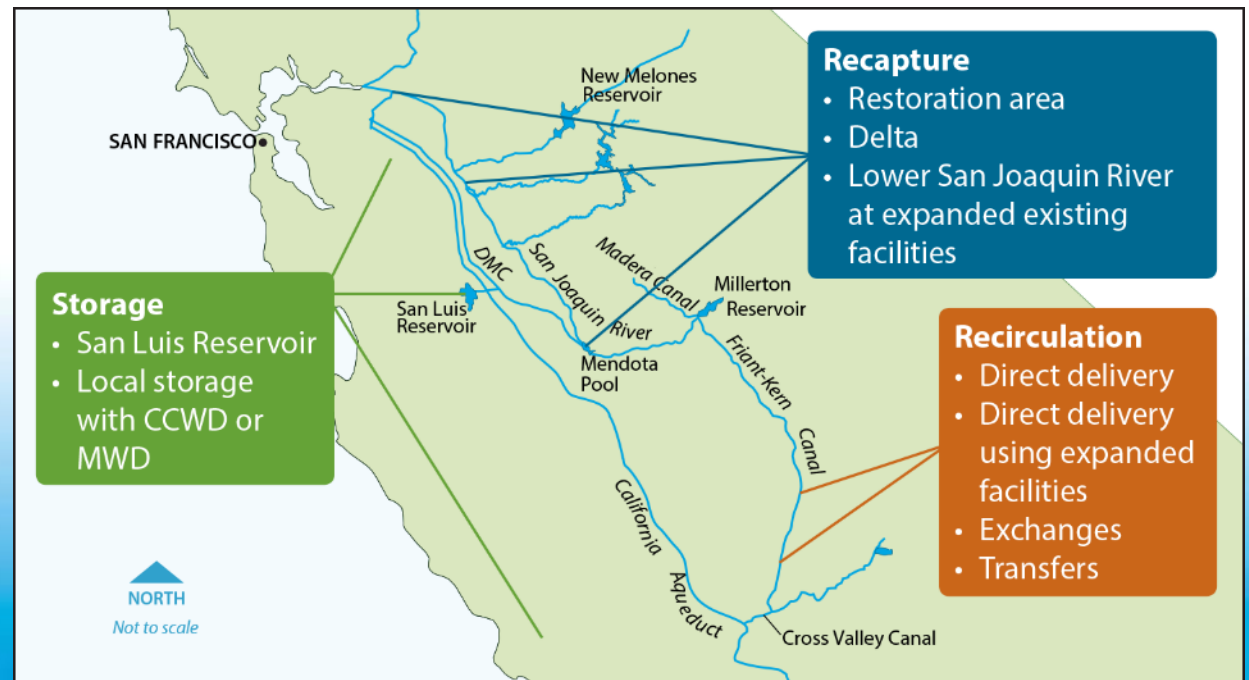 New Melones
Reservoir
SAN FRANCISCO
Recapture
• Restoration area
• Delta
• Lower San Joaquin River
at expanded existing
facilities
Storage
• San Luis Reservoir
• Local storage
with CCWD or
MWD
DMC
San Luis
Reservoir
San Joaquin River
Madera Canal
Millerton
Reservoir
Mendota
Pool
Friant-Kern Canal
Recirculation
• Direct delivery
• Direct delivery
using expanded
facilities
• Exchanges
• Transfers
California Aqueduct
Cross Valley Canal
NORTH
Not to scale